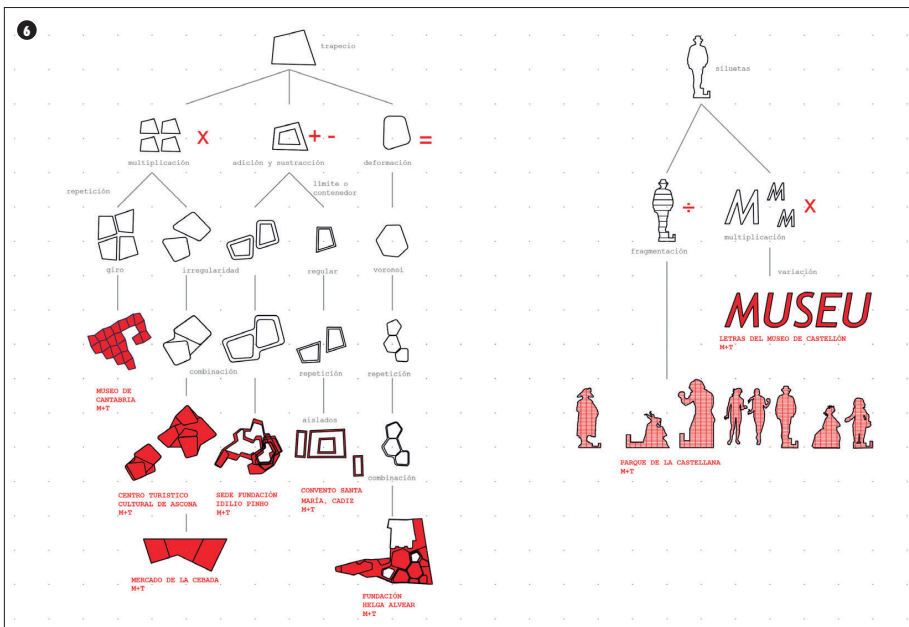 6
trapecio
siluetas
X
+ -
=
multiplicación
adición y sustracción
deformación
repetición
límite o
contenedor
÷
M
M
M
X
fragmentación
multiplicación
giro
irregularidad
regular
voronoi
variación
MUSEU
LETRAS DEL MUSEO DE CASTELLÓN
M+T
combinación
repetición
repetición
MUSEO DE
CANTABRIA
M+T
aislados
combinación
PARQUE DE LA CASTELLANA
M+T
CENTRO TURISTICO
CULTURAL DE ASCONA
M+T
SEDE FUNDACIÓN
IDILIO PINHO
M+T
CONVENTO SANTA
MARÍA, CADIZ
M+T
MERCADO DE LA CEBADA
M+T
FUNDACIÓN
HELGA ALVEAR
M+T